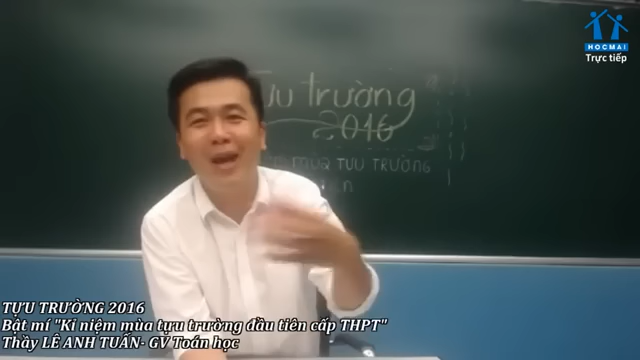 HOCMAI
Trực tiếp
Tựu trường
2016
MÙA TỰU TRƯỜNG
TỰU TRƯỜNG 2016
Bật mí "Kỉ niệm mùa tựu trường đầu tiên cấp THPT"
Thầy LÊ ANH TUẤN- GV Toán học